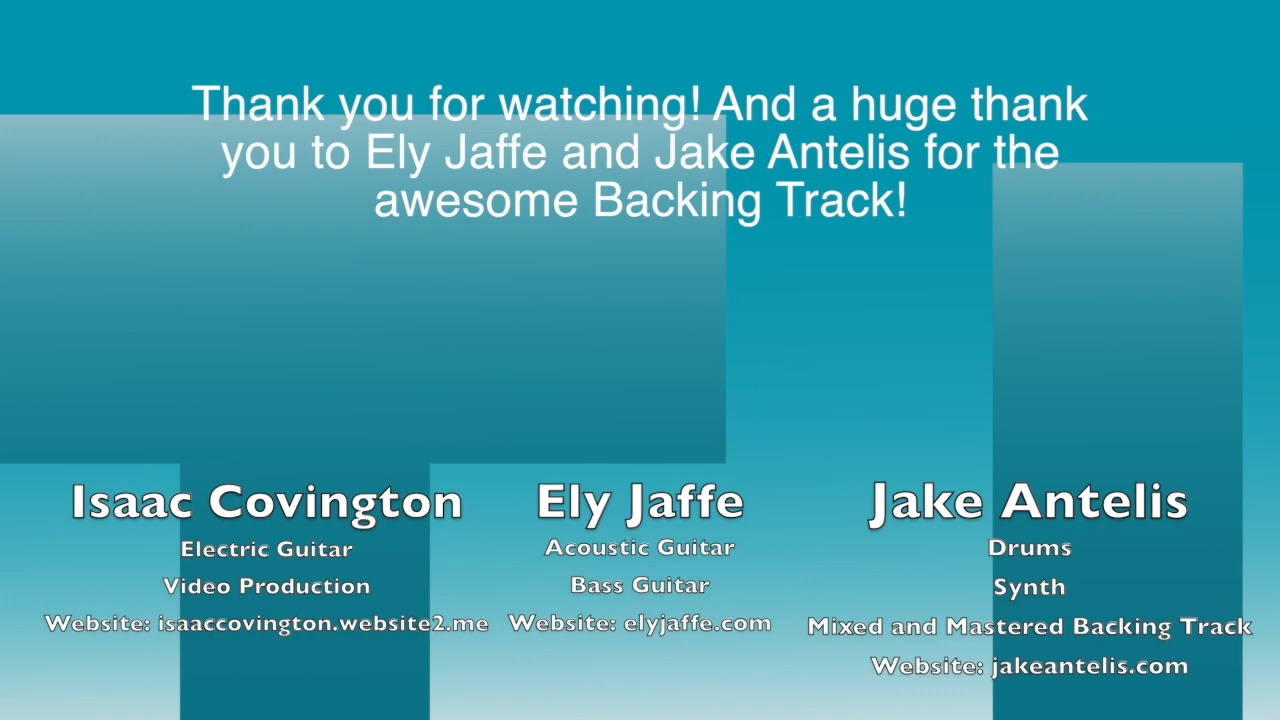 Thank you for watching! And a huge thank
you to Ely Jaffe and Jake Antelis for the
awesome Backing Track!
Isaac Covington
Electric Guitar
Video Production
Website: isaaccovington.website2.me
Ely Jaffe
Acoustic Guitar
Bass Guitar
Website: elyjaffe.com
Jake Antelis
Drums
Synth
Mixed and Mastered Backing Track
Website: jakeantelis.com